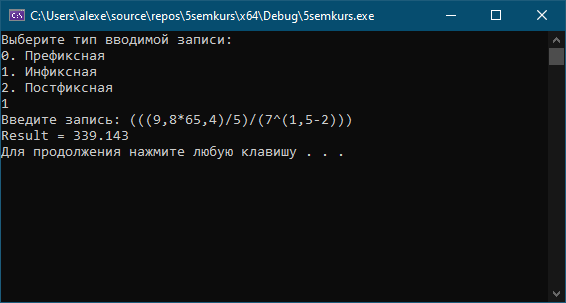 C:\Users\alexe\source\repos\5semkurs\x64\Debug\5semkurs.exe
Выберите тип вводимой записи:
0. Префиксная
1. Инфиксная
2. Постфиксная
1
Введите запись: (((9,8*65,4)/5)/(7^(1,5-2)))
Result = 339.143
Для продолжения нажмите любую клавишу . . .